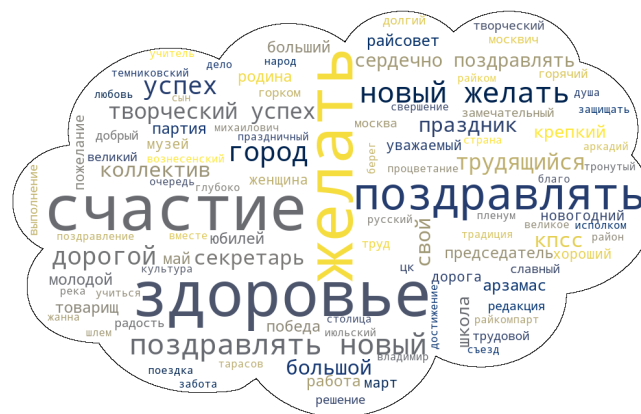 долгий
творческий
учитель
больший
райсовет
москвич
дело
народ
сердечно поздравлять
темниковский
родина
райком
горячий
любовь
сын
успех
горком
новый желать
душа
творческий успех
свершение
замечательный
защищать
партия
михаилович
москва
праздник
крепкий
добрый
праздничный
музей
город
уважаемый
страна
аркадий
великий
вознесенский
желать
берег
трудящийся
тронутый
пожелание
коллектив
очередь
глубоко
женщина
процветание
благо
выполнение
счастие
поздравлять
русский
пленум
новогодний
поздравление
вместе
юбилей
труд
свой
традиция
великое
исполком
кпсс
район
дорогой
май
секретарь
председатель
хороший
молодой
культура
цк
дорога
славный
река
учиться
здоровье
арзамас
товарищ
достижение
школа
редакция
жанна
радость
победа
столица
райкомпарт
шлем
июльский
трудовой
поздравлять новый
владимир
съезд
поездка
тарасов
большой
забота
работа
март
решение